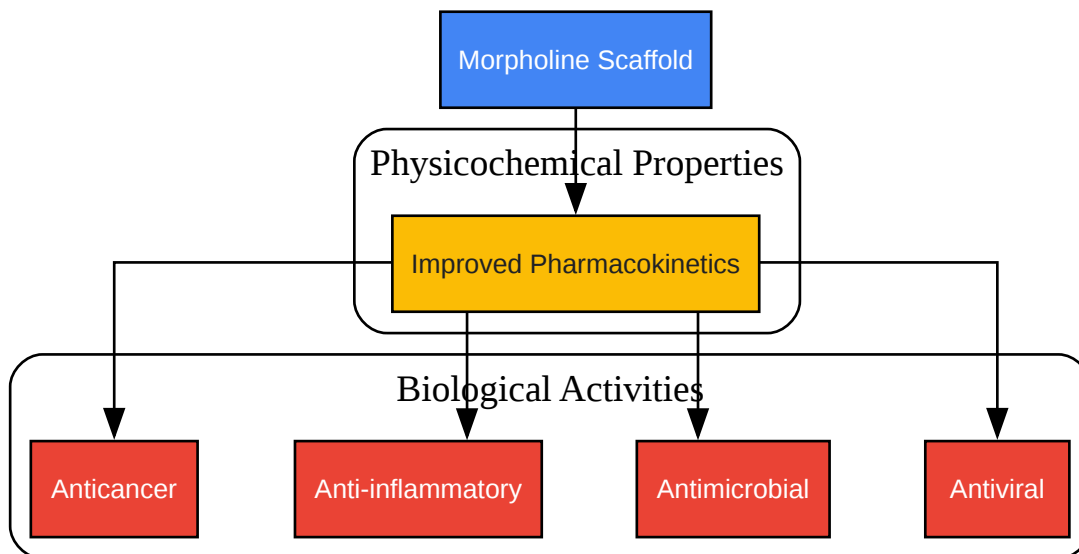 Morpholine Scaffold
Physicochemical Properties
Improved Pharmacokinetics
Biological Activities
Anticancer
Anti-inflammatory
Antimicrobial
Antiviral